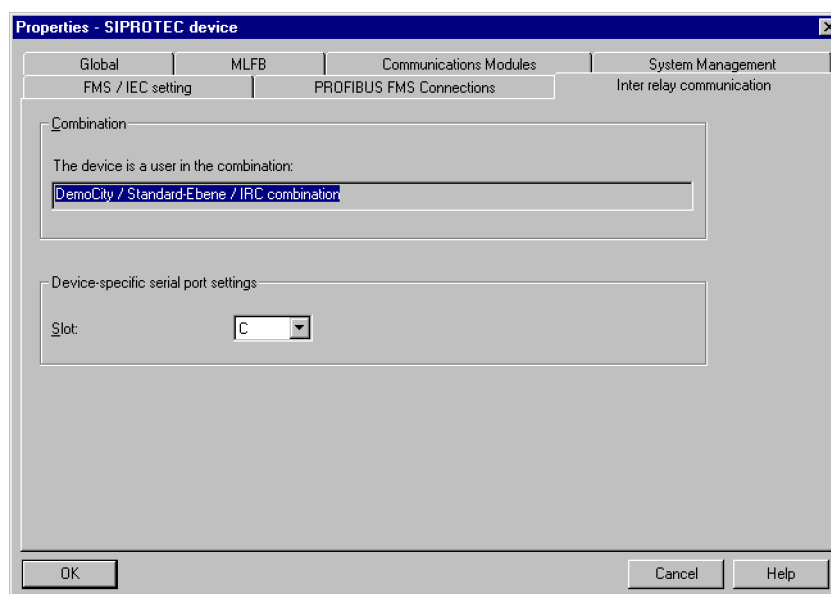 Properties - SIPROTEC device
Global MLFB Communications Modules System Management
FMS / IEC setting PROFIBUS FMS Connections Inter relay communication
Combination
The device is a user in the combination:
DemoCity / Standard-Ebene / IRC combination
Device-specific serial port settings
Slot: C
OK Cancel Help